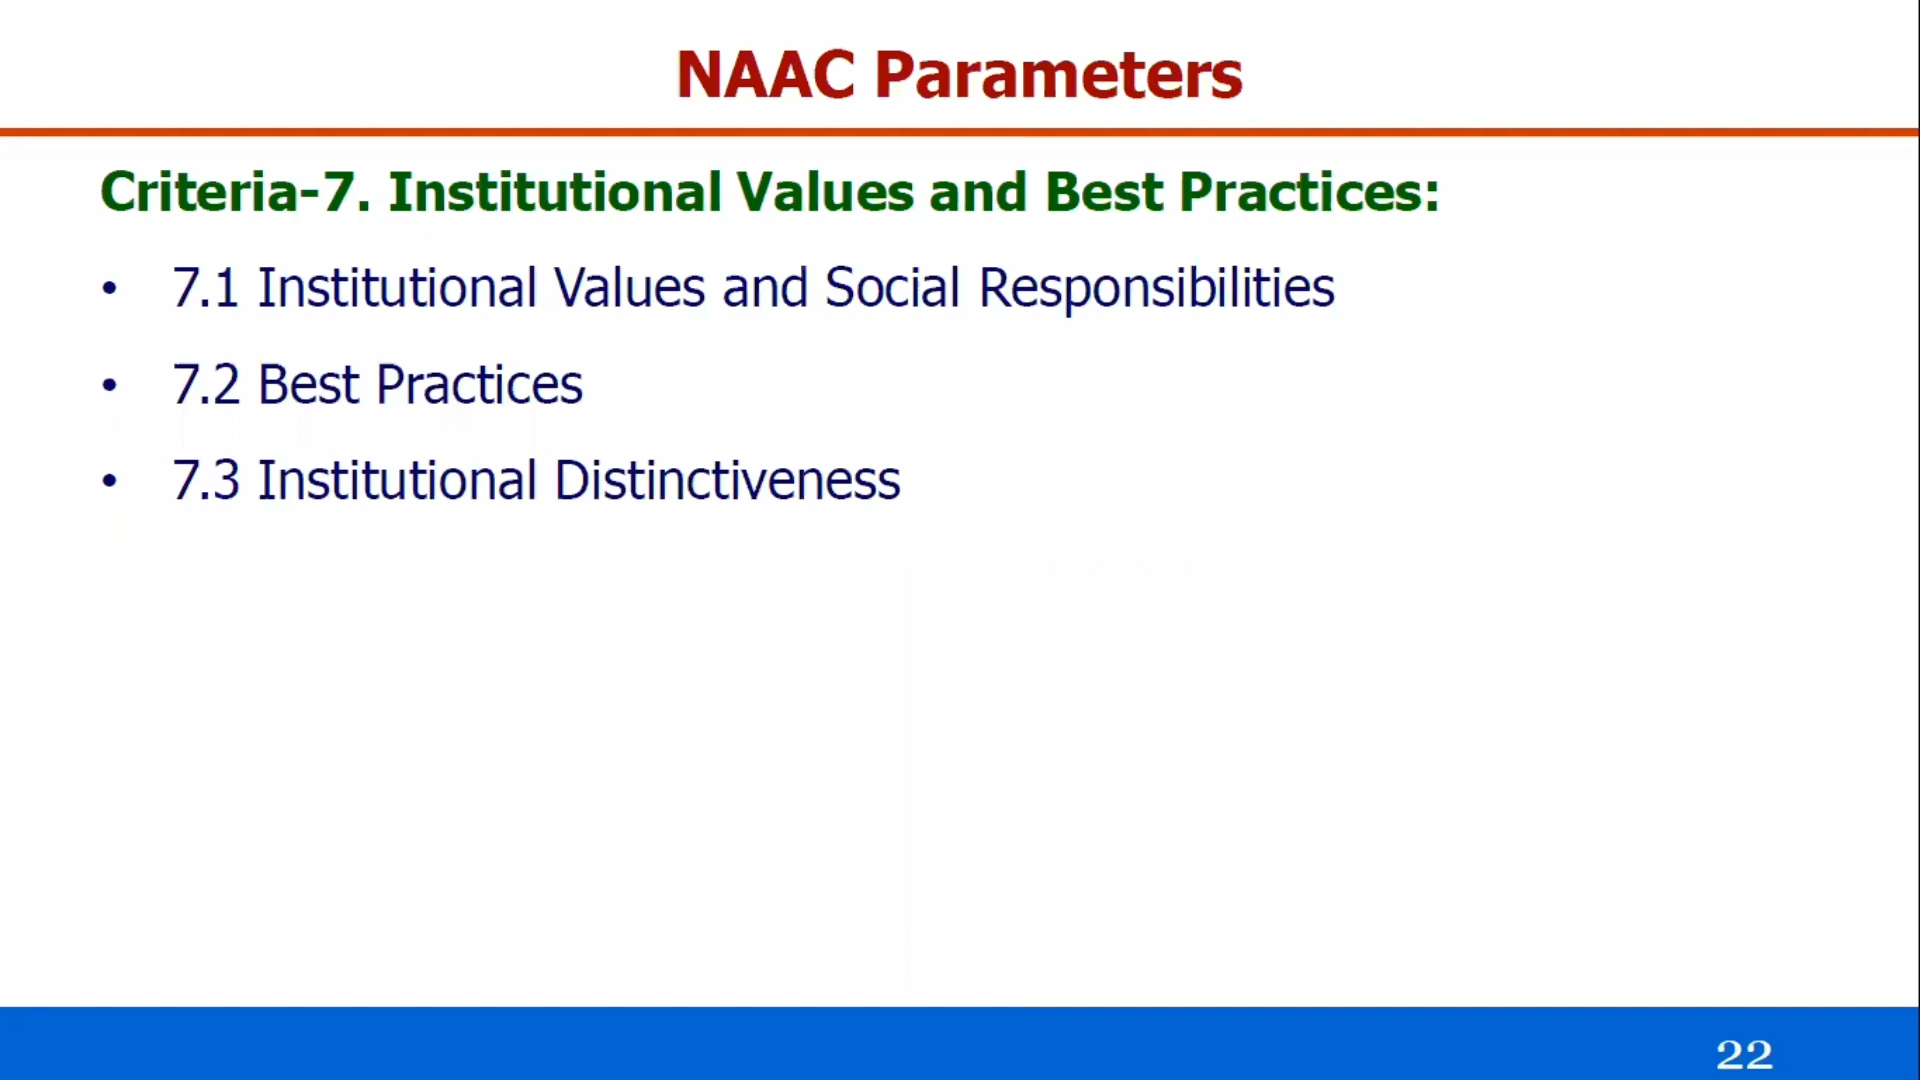 NAAC Parameters
Criteria-7. Institutional Values and Best Practices:
• 7.1 Institutional Values and Social Responsibilities
• 7.2 Best Practices
• 7.3 Institutional Distinctiveness
22